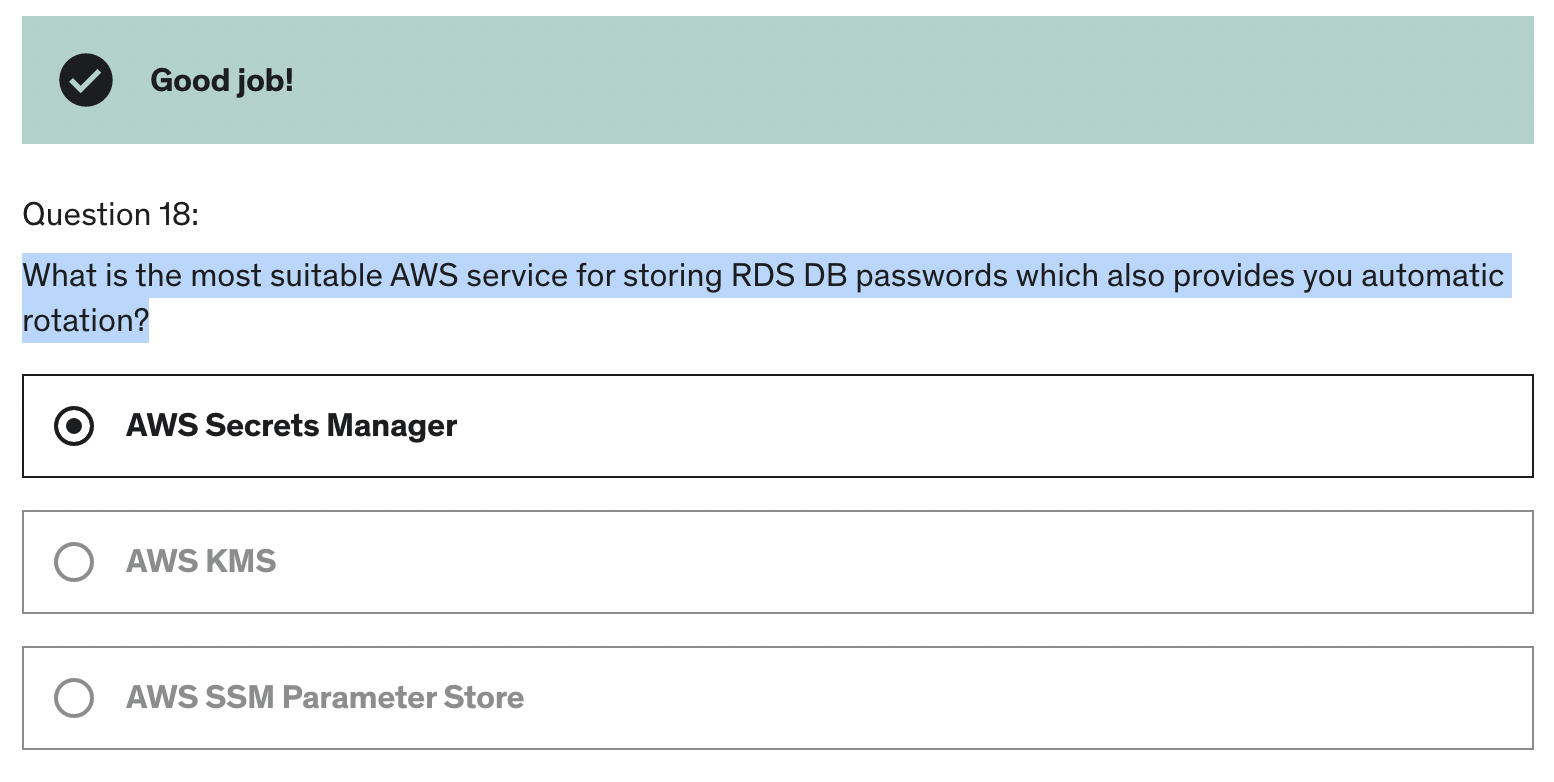 Good job!
Question 18:
What is the most suitable AWS service for storing RDS DB passwords which also provides you automatic
rotation?
AWS Secrets Manager
AWS KMS
AWS SSM Parameter Store